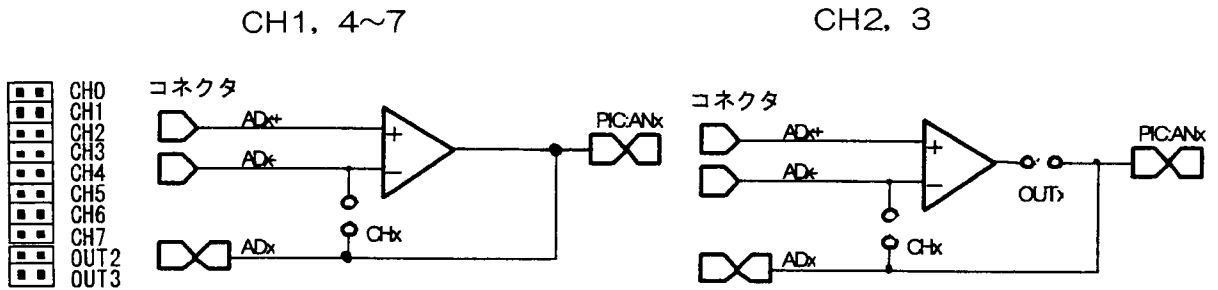 CH1, 4～7
CH2, 3
CH0
CH1
CH2
CH3
CH4
CH5
CH6
CH7
OUT2
OUT3
コネクタ
ADx+
ADx-
CHx
ADx
PIC:ANx
+
−
コネクタ
ADx+
ADx-
CHx
ADx
OUTx
PIC:ANx
+
−